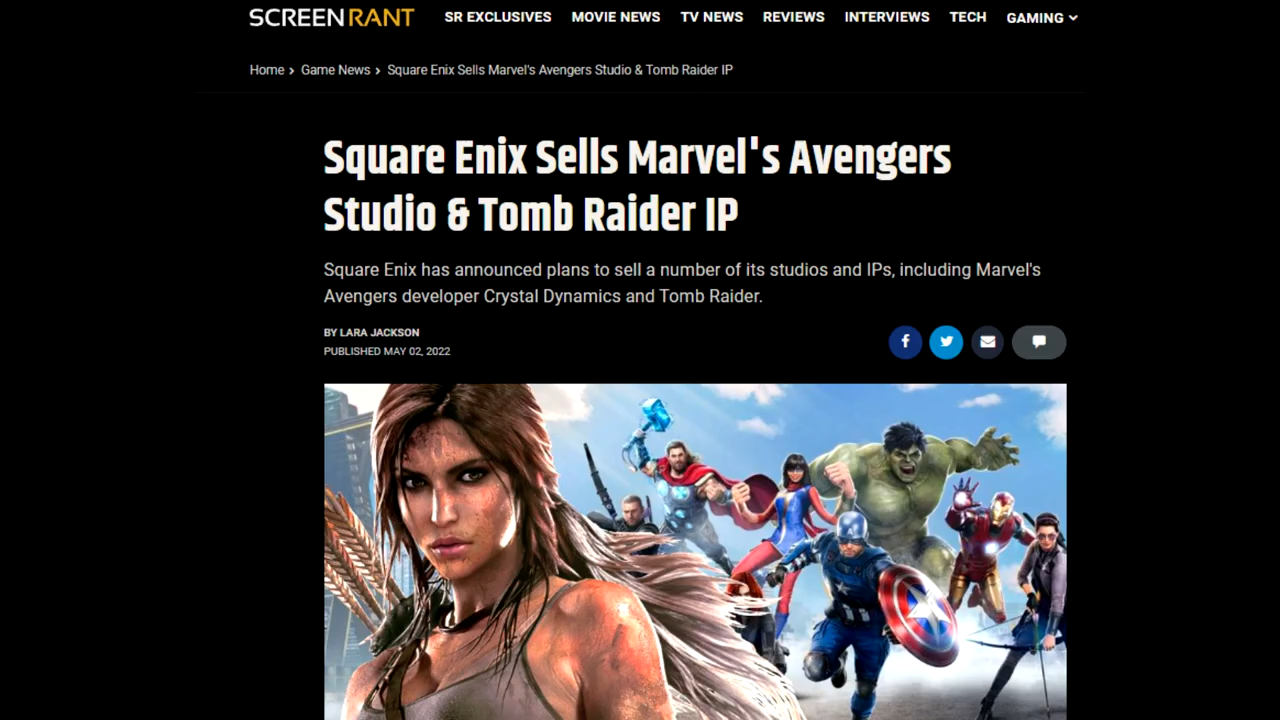 SCREENRANT SR EXCLUSIVES MOVIE NEWS TV NEWS REVIEWS INTERVIEWS TECH GAMING
Home › Game News › Square Enix Sells Marvel's Avengers Studio & Tomb Raider IP
Square Enix Sells Marvel's Avengers
Studio & Tomb Raider IP
Square Enix has announced plans to sell a number of its studios and IPs, including Marvel's
Avengers developer Crystal Dynamics and Tomb Raider.
BY LARA JACKSON
PUBLISHED MAY 02, 2022